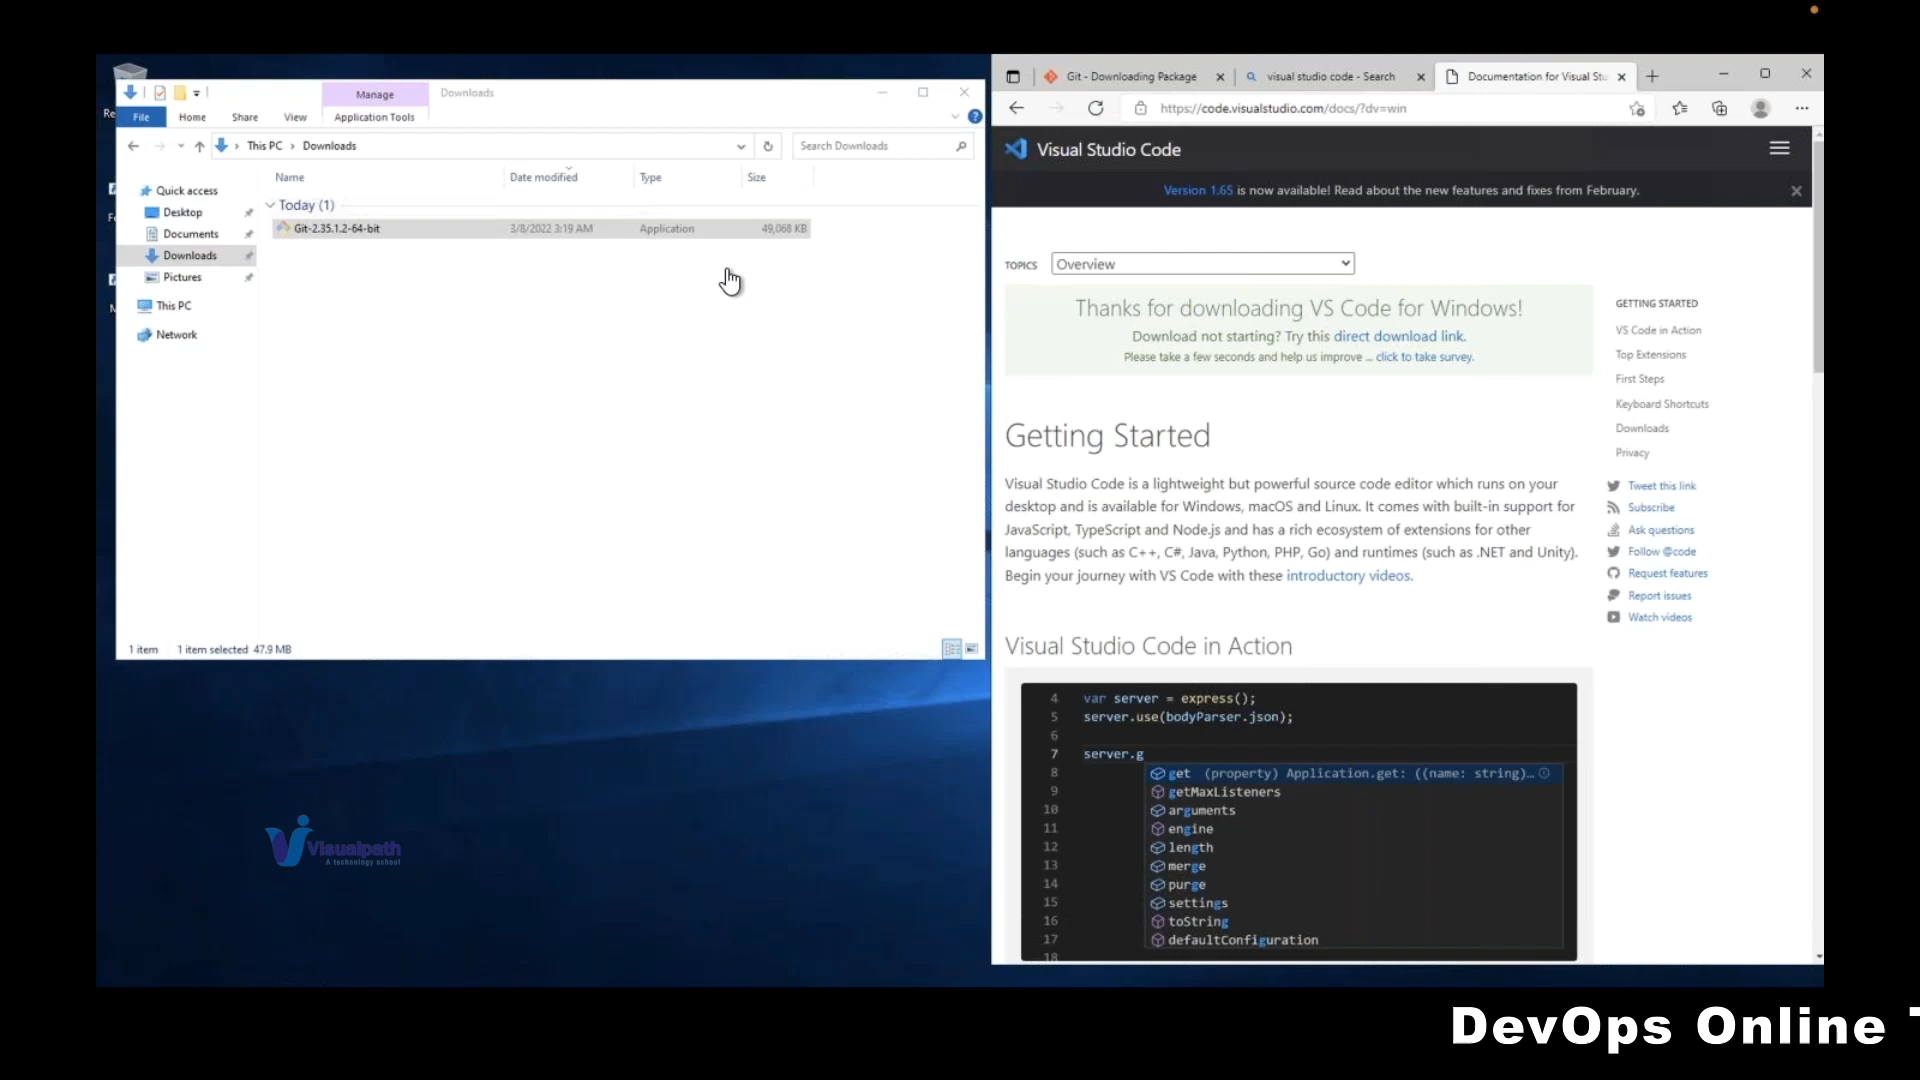 Manage
Downloads
File
Home
Share
View
Application Tools
This PC
Downloads
Search Downloads
Name
Date modified
Type
Size
Quick access
Desktop
Documents
Downloads
Pictures
This PC
Network
Today (1)
Git-2.35.1.2-64-bit
3/8/2022 3:19 AM
Application
49,068 KB
1 item
1 item selected 47.9 MB
Visualpath
A technology school
Git - Downloading Package
visual studio code - Search
Documentation for Visual Stu
https://code.visualstudio.com/docs/?dv=win
Visual Studio Code
Version 1.65 is now available! Read about the new features and fixes from February.
TOPICS
Overview
Thanks for downloading VS Code for Windows!
Download not starting? Try this direct download link.
Please take a few seconds and help us improve ... click to take survey.
Getting Started
Visual Studio Code is a lightweight but powerful source code editor which runs on your
desktop and is available for Windows, macOS and Linux. It comes with built-in support for
JavaScript, TypeScript and Node.js and has a rich ecosystem of extensions for other
languages (such as C++, C#, Java, Python, PHP, Go) and runtimes (such as .NET and Unity).
Begin your journey with VS Code with these introductory videos.
Visual Studio Code in Action
4 var server = express();
5 server.use(bodyParser.json);
6
7 server.g
8 get (property) Application.get: ((name: string)…
9 getMaxListeners
10 arguments
11 engine
12 length
13 merge
14 purge
15 settings
16 toString
17 defaultConfiguration
18
GETTING STARTED
VS Code in Action
Top Extensions
First Steps
Keyboard Shortcuts
Downloads
Privacy
Tweet this link
Subscribe
Ask questions
Follow @code
Request features
Report issues
Watch videos
DevOps Online T